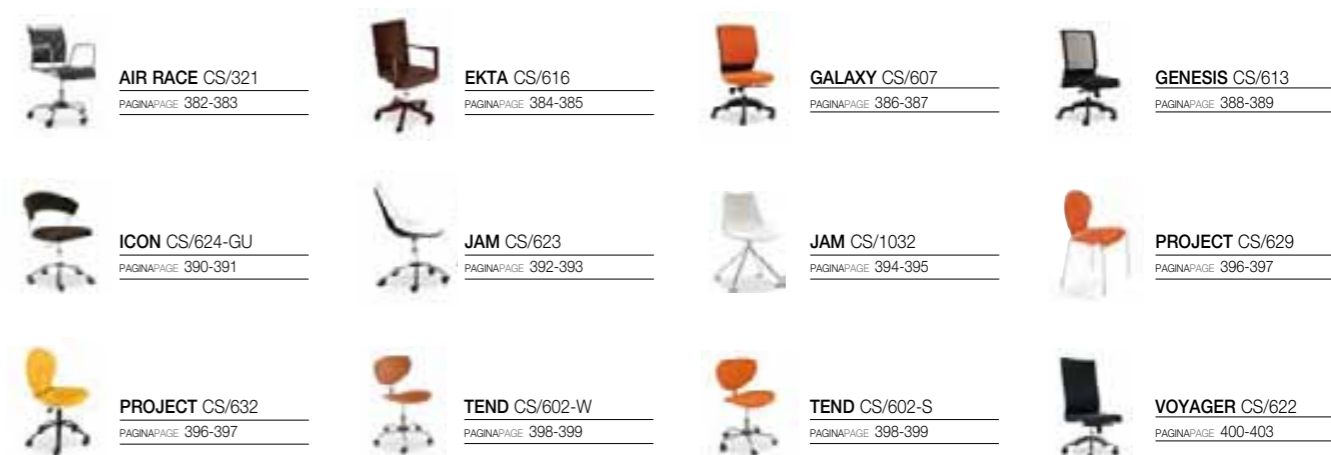 AIR RACE CS/321
PAGINAPAGE 382-383
EKTA CS/616
PAGINAPAGE 384-385
GALAXY CS/607
PAGINAPAGE 386-387
GENESIS CS/613
PAGINAPAGE 388-389
ICON CS/624-GU
PAGINAPAGE 390-391
JAM CS/623
PAGINAPAGE 392-393
JAM CS/1032
PAGINAPAGE 394-395
PROJECT CS/629
PAGINAPAGE 396-397
PROJECT CS/632
PAGINAPAGE 396-397
TEND CS/602-W
PAGINAPAGE 398-399
TEND CS/602-S
PAGINAPAGE 398-399
VOYAGER CS/622
PAGINAPAGE 400-403